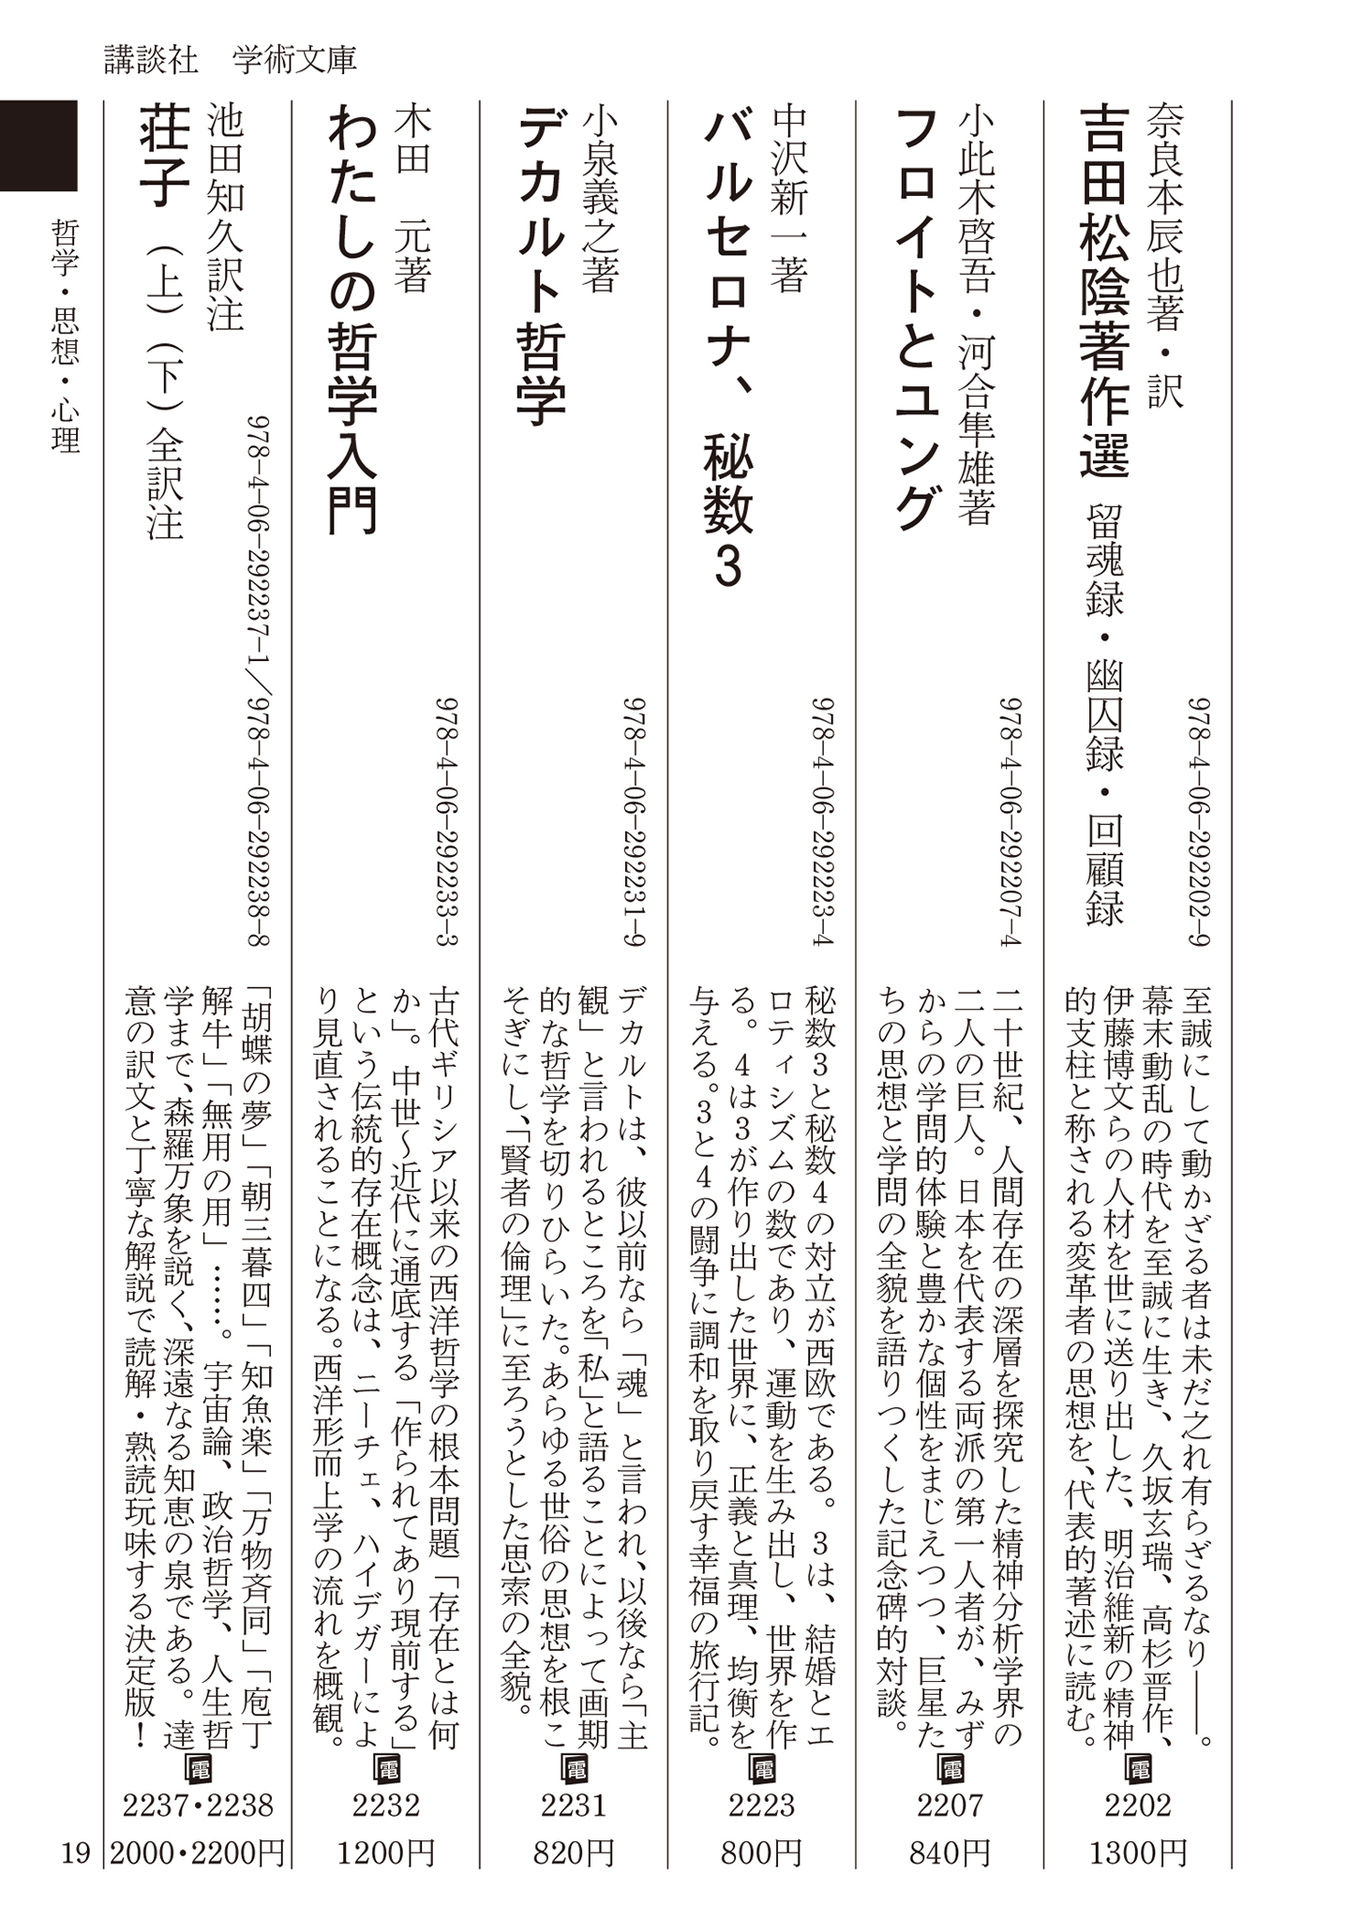 講談社　学術文庫
奈良本辰也著・訳
吉田松陰著作選　留魂録・幽囚録・回顧録
978-4-06-292202-9
至誠にして動かざる者は未だ之れ有らざるなり――。
幕末動乱の時代を至誠に生き、久坂玄瑞、高杉晋作、
伊藤博文らの人材を世に送り出した、明治維新の精神
的支柱と称される変革者の思想を、代表的著述に読む。
電
2202
1300円
小此木啓吾・河合隼雄著
フロイトとユング
978-4-06-292207-4
二十世紀、人間存在の深層を探究した精神分析学界の
二人の巨人。日本を代表する両派の第一人者が、みず
からの学問的体験と豊かな個性をまじえつつ、巨星た
ちの思想と学問の全貌を語りつくした記念碑的対談。
電
2207
840円
中沢新一著
バルセロナ、秘数3
978-4-06-292223-4
秘数3と秘数4の対立が西欧である。3は、結婚とエ
ロティシズムの数であり、運動を生み出し、世界を作
る。4は3が作り出した世界に、正義と真理、均衡を
与える。3と4の闘争に調和を取り戻す幸福の旅行記。
電
2223
800円
小泉義之著
デカルト哲学
978-4-06-292231-9
デカルトは、彼以前なら「魂」と言われ、以後なら「主
観」と言われるところを「私」と語ることによって画期
的な哲学を切りひらいた。あらゆる世俗の思想を根こ
そぎにし、「賢者の倫理」に至ろうとした思索の全貌。
電
2231
820円
木田　元著
わたしの哲学入門
978-4-06-292233-3
古代ギリシア以来の西洋哲学の根本問題「存在とは何
か」。中世〜近代に通底する「作られてあり現前する」
という伝統的存在概念は、ニーチェ、ハイデガーによ
り見直されることになる。西洋形而上学の流れを概観。
電
2232
1200円
池田知久訳注
荘子　（上）（下）全訳注
978-4-06-292237-1／978-4-06-292238-8
「胡蝶の夢」「朝三暮四」「知魚楽」「万物斉同」「庖丁
解牛」「無用の用」……。宇宙論、政治哲学、人生哲
学まで、森羅万象を説く、深遠なる知恵の泉である。達
意の訳文と丁寧な解説で読解・熟読玩味する決定版！
電
2237・2238
2000・2200円
哲学・思想・心理
19